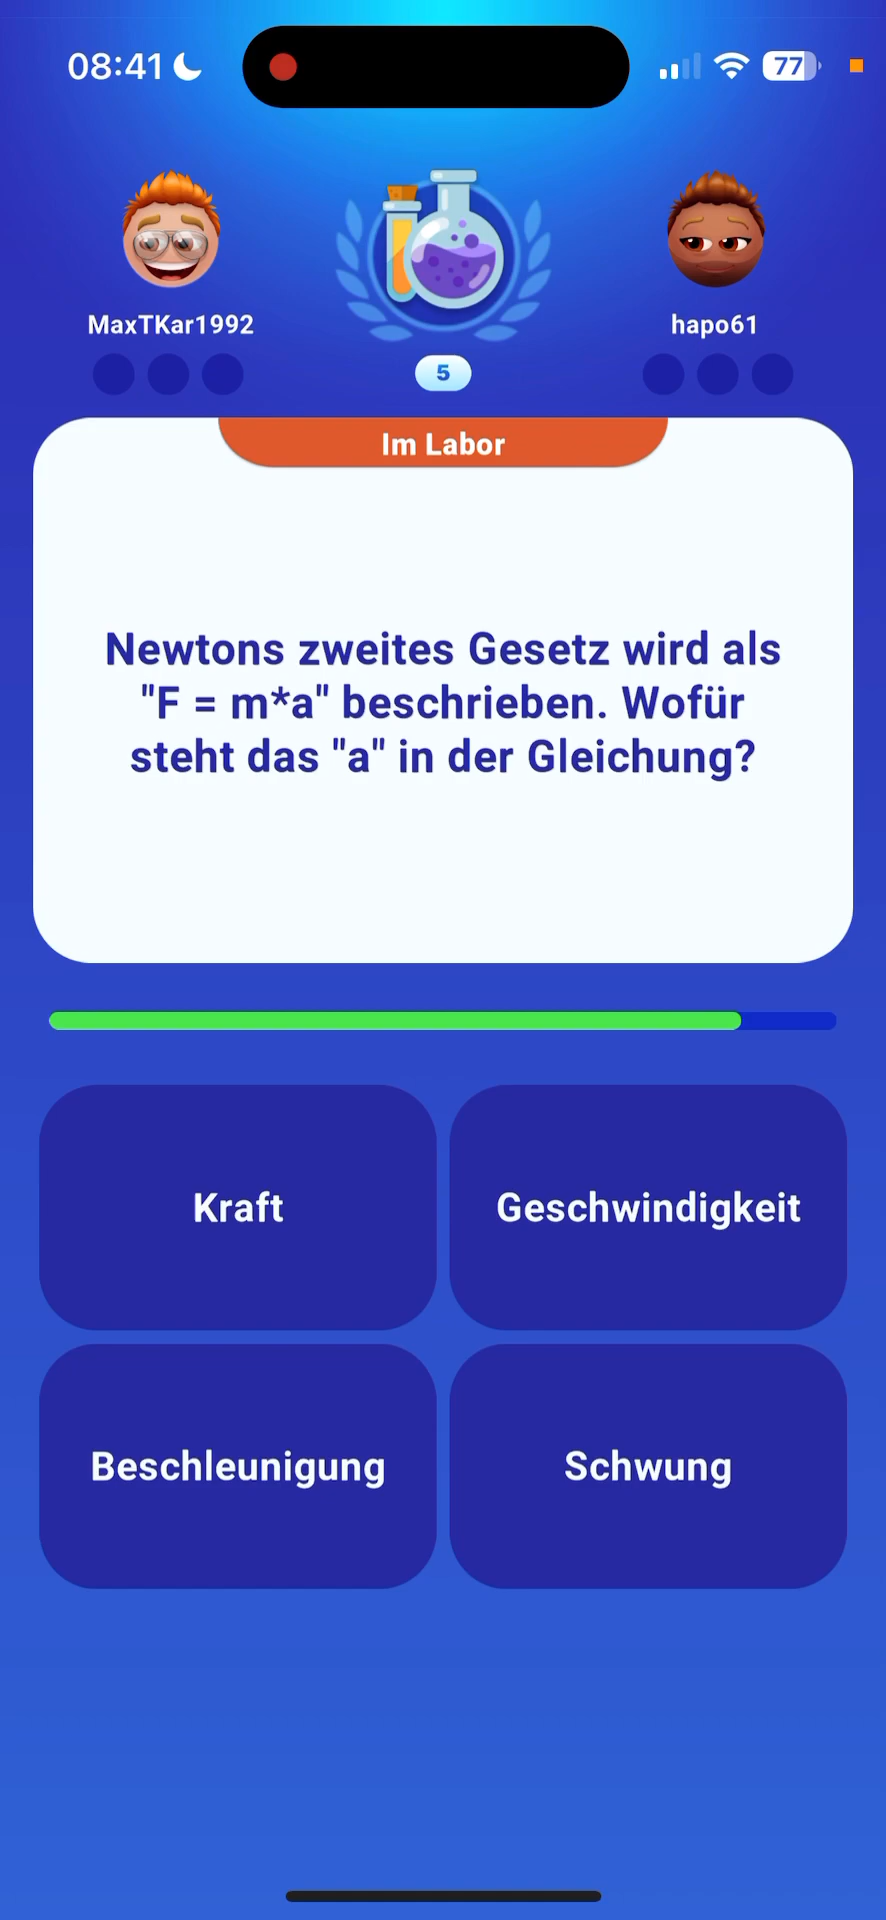 08:41
77
MaxTKar1992
hapo61
5
Im Labor
Newtons zweites Gesetz wird als
"F = m*a" beschrieben. Wofür
steht das "a" in der Gleichung?
Kraft
Geschwindigkeit
Beschleunigung
Schwung